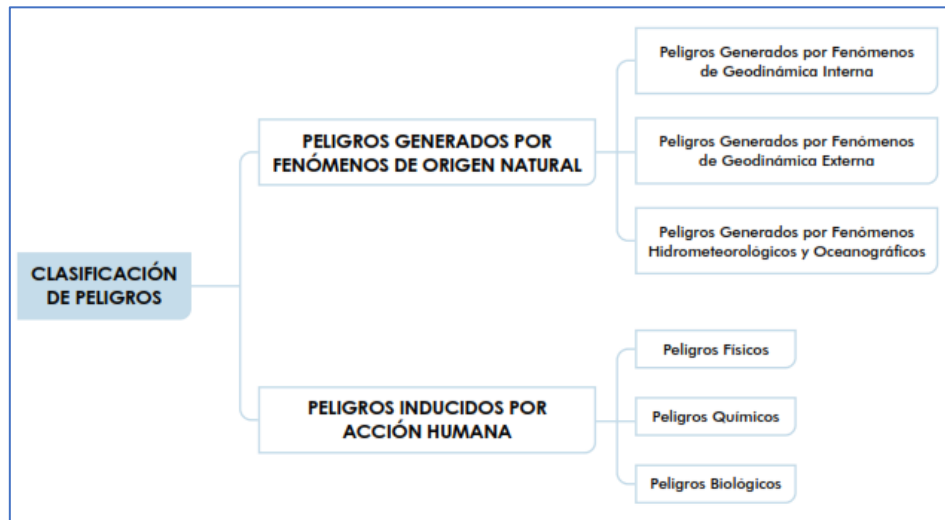 CLASIFICACIÓN
DE PELIGROS
PELIGROS GENERADOS POR
FENÓMENOS DE ORIGEN NATURAL
Peligros Generados por Fenómenos
de Geodinámica Interna
Peligros Generados por Fenómenos
de Geodinámica Externa
Peligros Generados por Fenómenos
Hidrometeorológicos y Oceanográficos
PELIGROS INDUCIDOS POR
ACCIÓN HUMANA
Peligros Físicos
Peligros Químicos
Peligros Biológicos